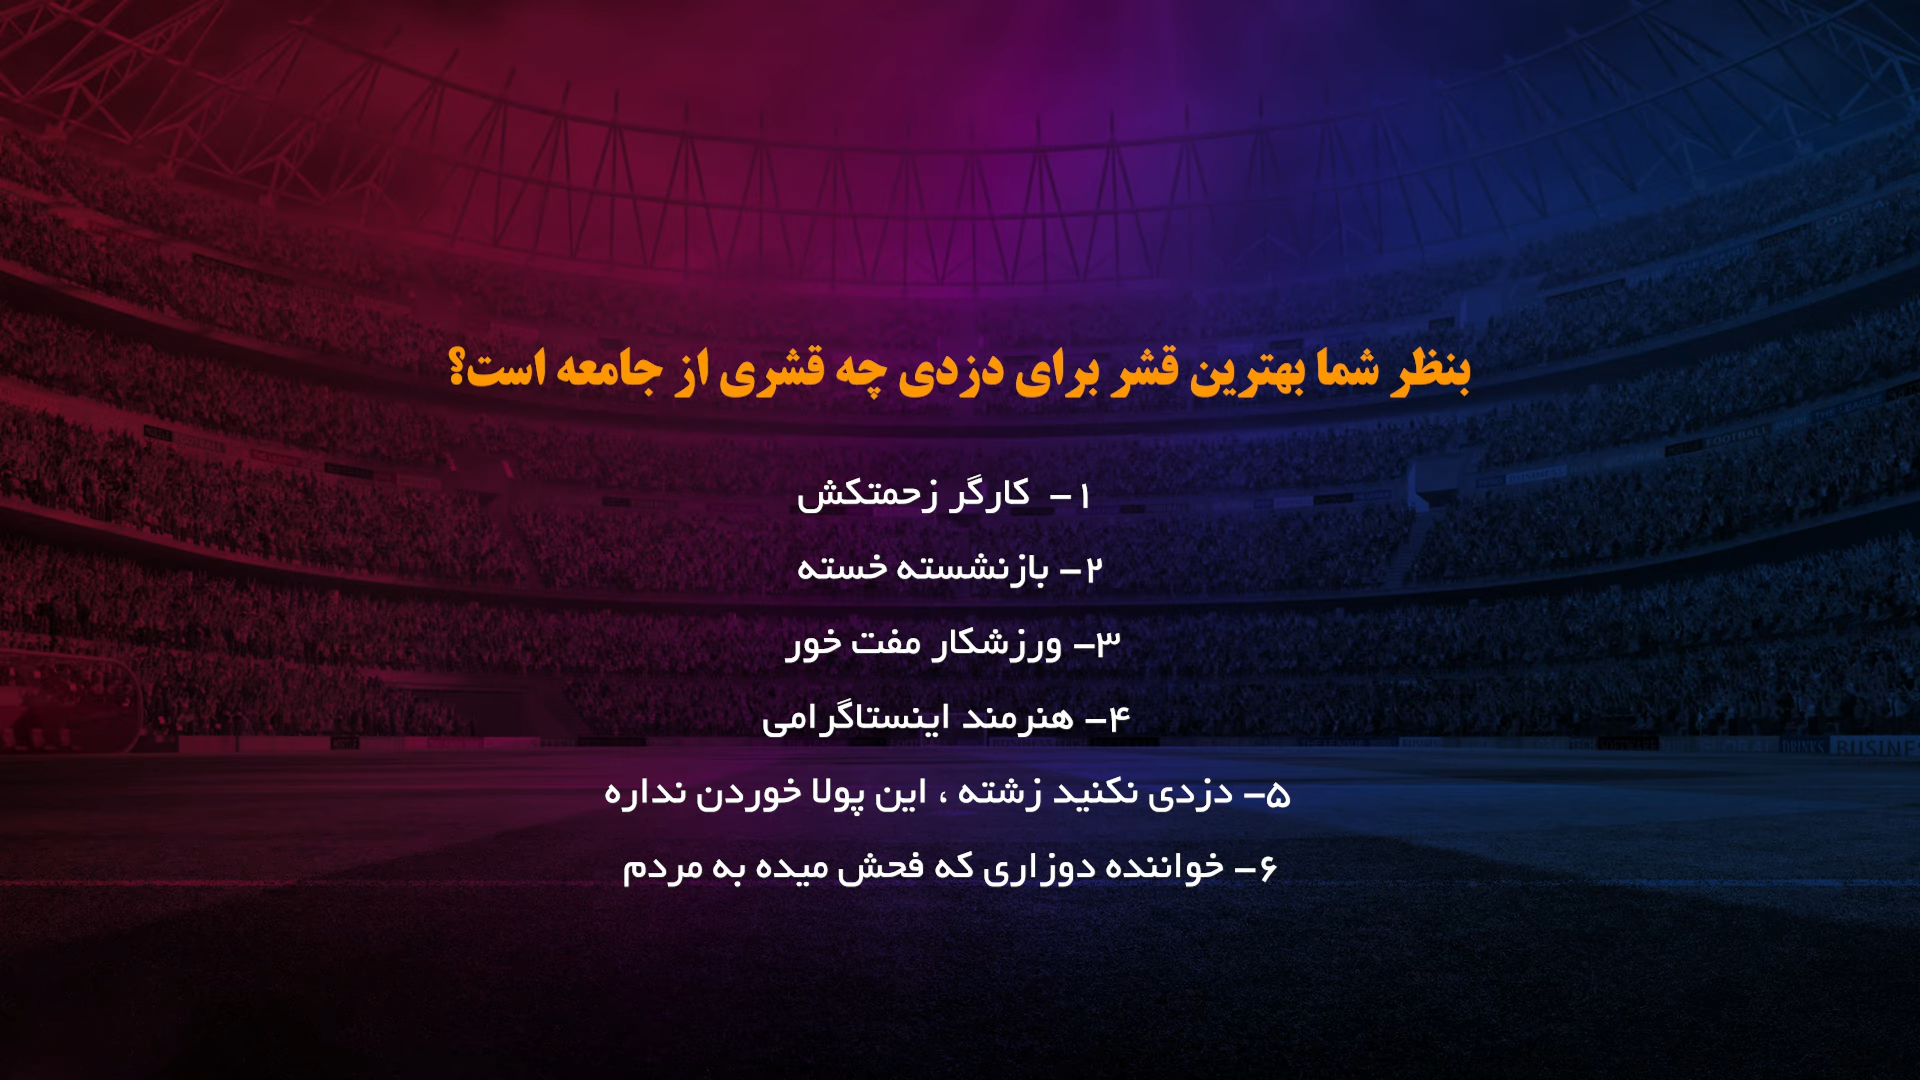 بنظر شما بهترین قشر برای دزدی چه قشری از جامعه است؟
۱- کارگر زحمتکش
۲- بازنشسته خسته
۳- ورزشکار مفت خور
۴- هنرمند اینستاگرامی
۵- دزدی نکنید زشته ، این پولا خوردن نداره
۶- خواننده دوزاری که فحش میده به مردم
FOOTBALL
BUSINE